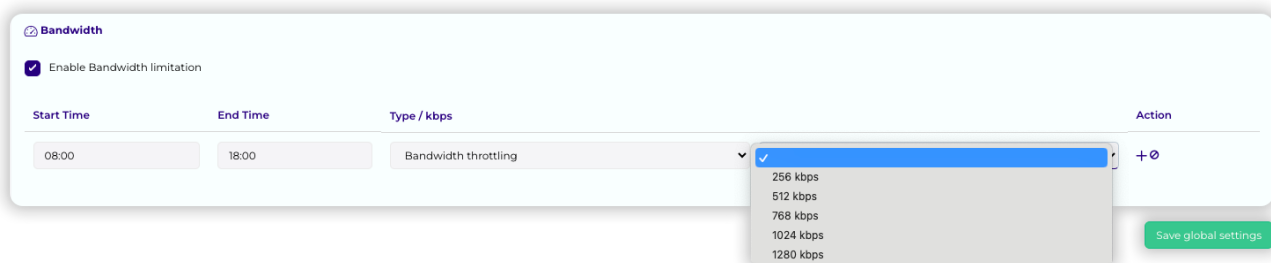 Bandwidth
Enable Bandwidth limitation
Start Time End Time Type / kbps Action
08:00 18:00 Bandwidth throttling
256 kbps
512 kbps
768 kbps
1024 kbps
Save global settings
1280 kbps